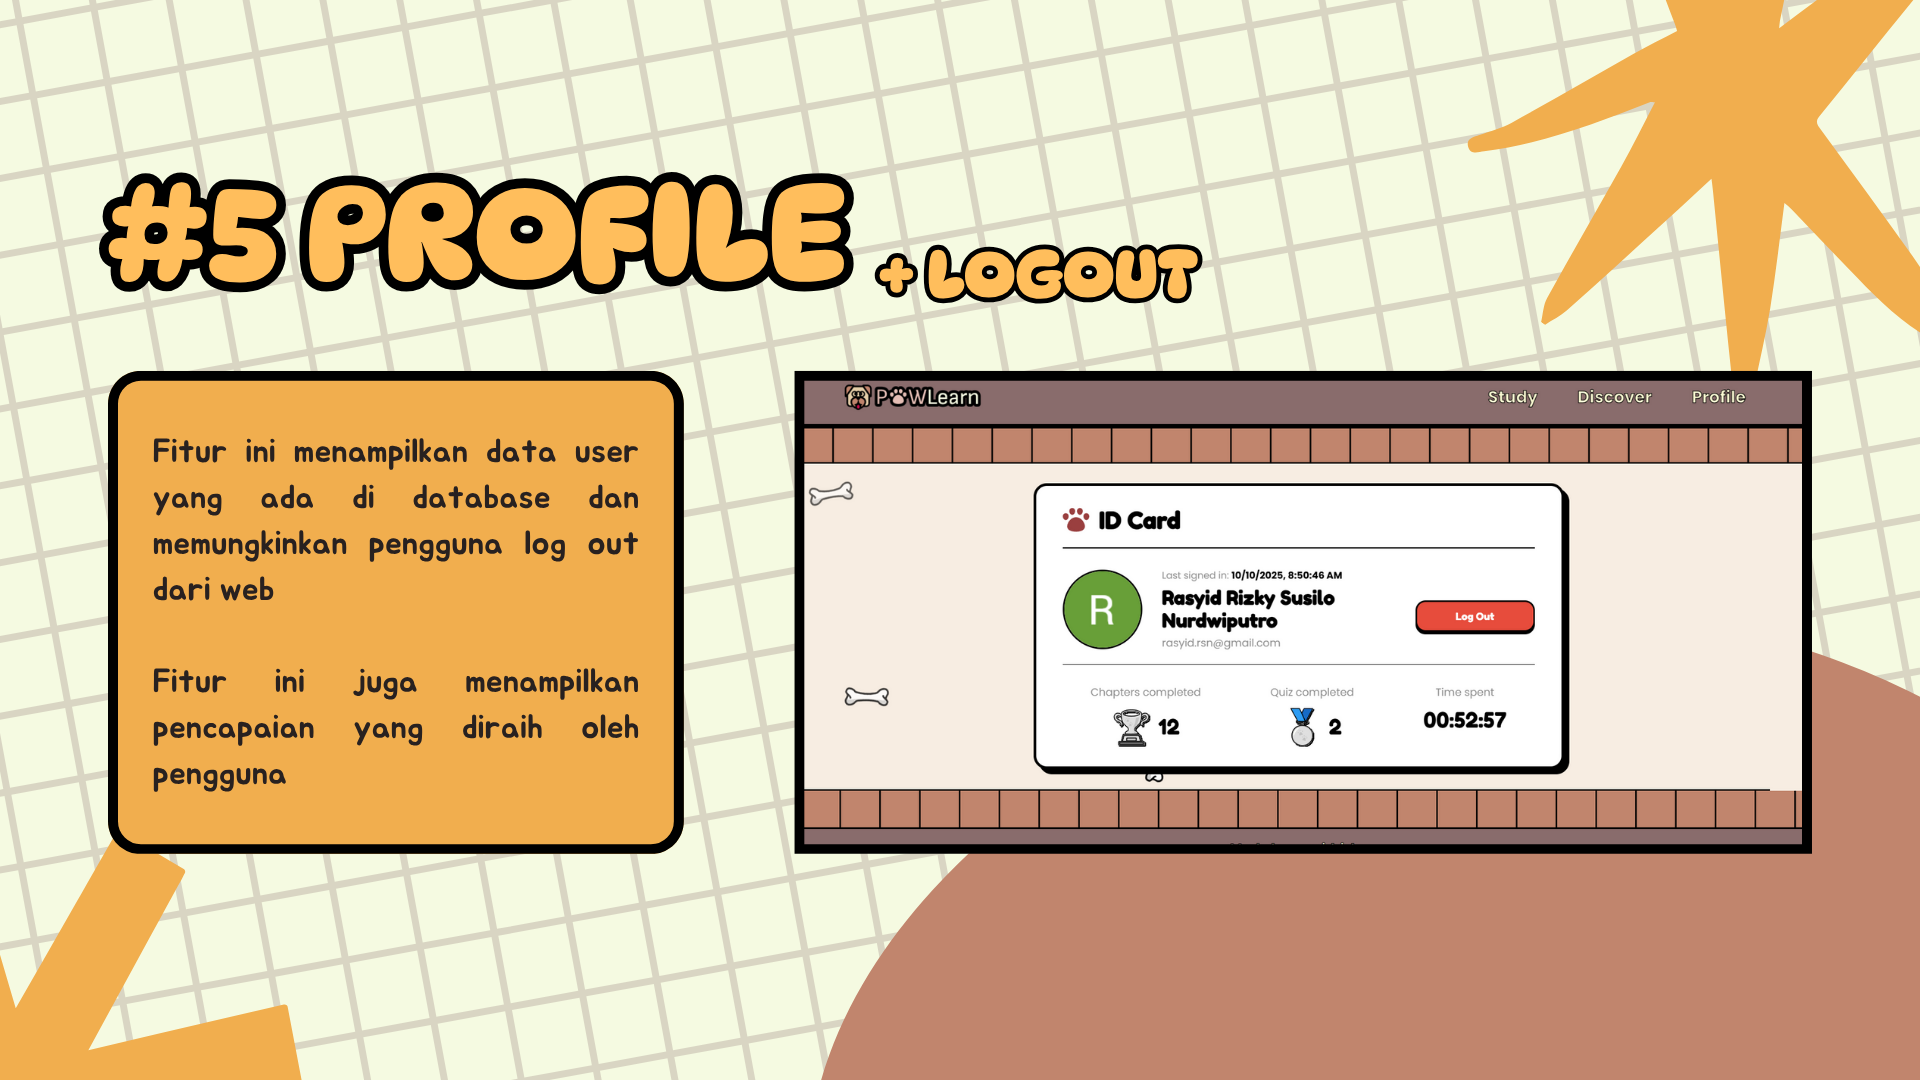 #5 PROFILE + LOGOUT
Fitur ini menampilkan data user
yang ada di database dan
memungkinkan pengguna log out
dari web
Fitur ini juga menampilkan
pencapaian yang diraih oleh
pengguna
PAWLearn
Study Discover Profile
ID Card
R
Last signed in: 10/10/2025, 8:50:46 AM
Rasyid Rizky Susilo
Nurdwiputro
rasyid.rsn@gmail.com
Log Out
Chapters completed
12
Quiz completed
2
Time spent
00:52:57